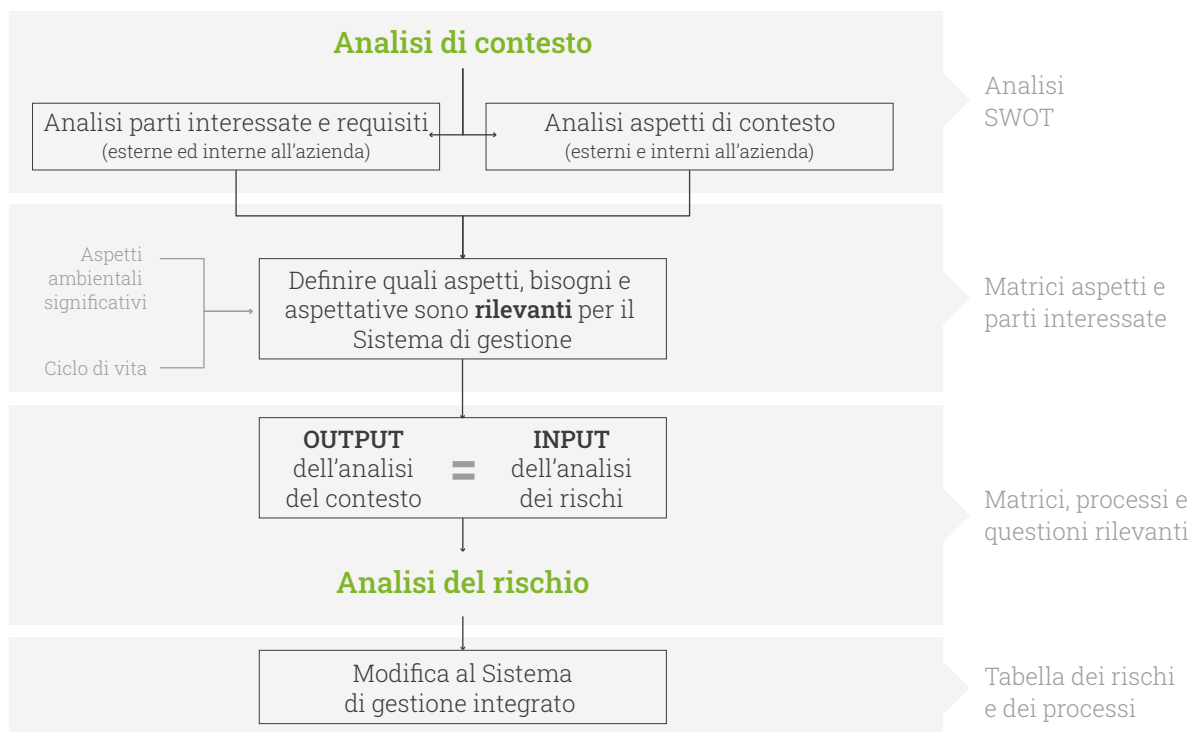 Analisi di contesto
Analisi parti interessate e requisiti
(esterne ed interne all'azienda)
Analisi aspetti di contesto
(esterni e interni all'azienda)
Analisi
SWOT
Aspetti
ambientali
significativi
Ciclo di vita
Definire quali aspetti, bisogni e
aspettative sono rilevanti per il
Sistema di gestione
Matrici aspetti e
parti interessate
OUTPUT
dell'analisi
del contesto
=
INPUT
dell'analisi
dei rischi
Matrici, processi e
questioni rilevanti
Analisi del rischio
Modifica al Sistema
di gestione integrato
Tabella dei rischi
e dei processi